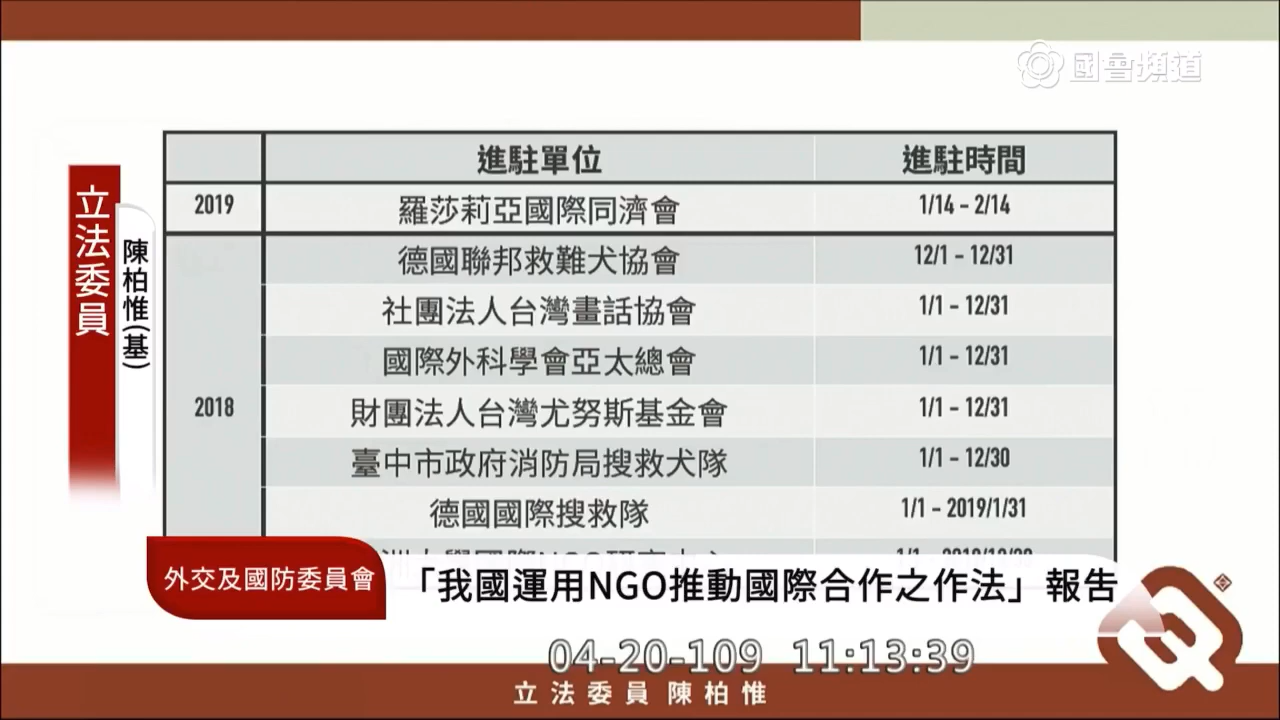 國會頻道
立法委員
陳柏惟(基)
進駐單位 進駐時間
2019 羅莎莉亞國際同濟會 1/14 - 2/14
2018
德國聯邦救難犬協會 12/1 - 12/31
社團法人台灣畫話協會 1/1 - 12/31
國際外科學會亞太總會 1/1 - 12/31
財團法人台灣尤努斯基金會 1/1 - 12/31
臺中市政府消防局搜救犬隊 1/1 - 12/30
德國國際搜救隊 1/1 - 2019/1/31
外交及國防委員會
「我國運用NGO推動國際合作之作法」報告
04-20-109 11:13:39
立法委員 陳柏惟